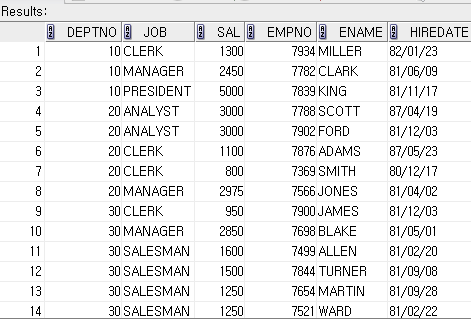 Results:
DEPTNO JOB SAL EMPNO ENAME HIREDATE
1 10 CLERK 1300 7934 MILLER 82/01/23
2 10 MANAGER 2450 7782 CLARK 81/06/09
3 10 PRESIDENT 5000 7839 KING 81/11/17
4 20 ANALYST 3000 7788 SCOTT 87/04/19
5 20 ANALYST 3000 7902 FORD 81/12/03
6 20 CLERK 1100 7876 ADAMS 87/05/23
7 20 CLERK 800 7369 SMITH 80/12/17
8 20 MANAGER 2975 7566 JONES 81/04/02
9 30 CLERK 950 7900 JAMES 81/12/03
10 30 MANAGER 2850 7698 BLAKE 81/05/01
11 30 SALESMAN 1600 7499 ALLEN 81/02/20
12 30 SALESMAN 1500 7844 TURNER 81/09/08
13 30 SALESMAN 1250 7654 MARTIN 81/09/28
14 30 SALESMAN 1250 7521 WARD 81/02/22